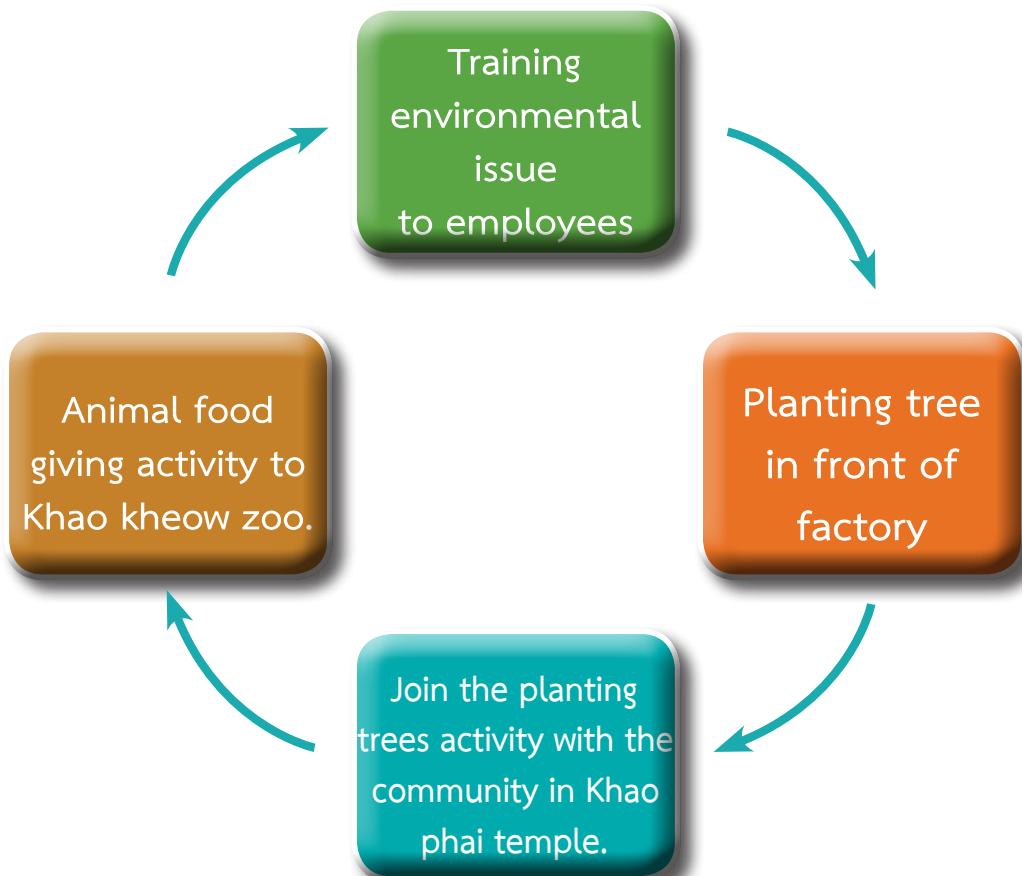 Training
environmental
issue
to employees
Planting tree
in front of
factory
Join the planting
trees activity with the
community in Khao
phai temple.
Animal food
giving activity to
Khao kheow zoo.